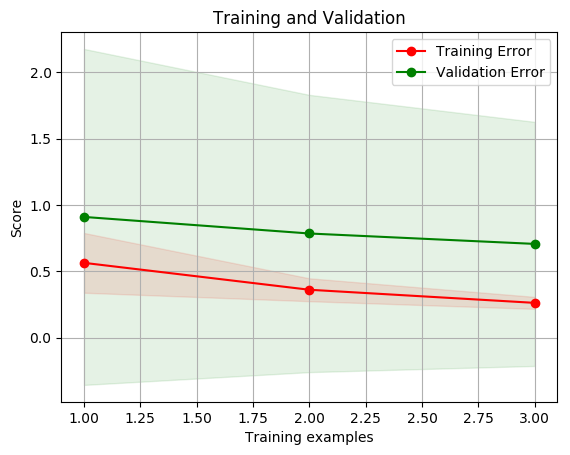 Training and Validation
Training Error
Validation Error
2.0
1.5
1.0
0.5
0.0
Score
1.00 1.25 1.50 1.75 2.00 2.25 2.50 2.75 3.00
Training examples